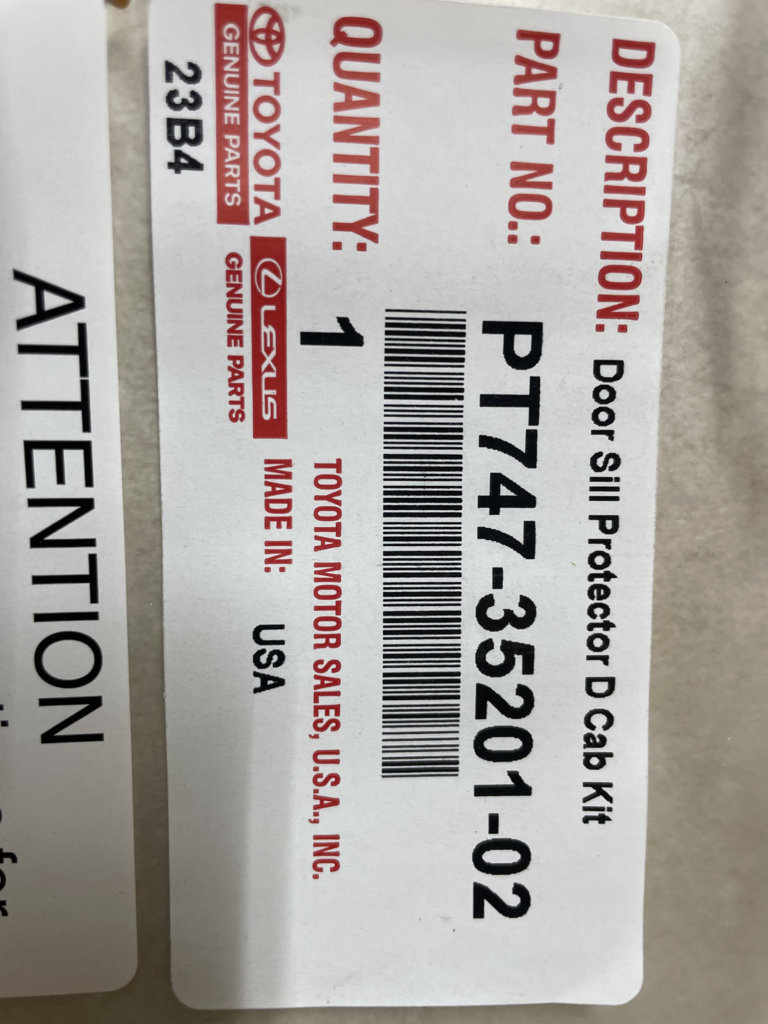 DESCRIPTION: Door Sill Protector D Cab Kit
PART NO.: PT747-35201-02
QUANTITY: 1
TOYOTA MOTOR SALES, U.S.A., INC.
TOYOTA LEXUS MADE IN: USA
GENUINE PARTS GENUINE PARTS
23B4
ATTENTION